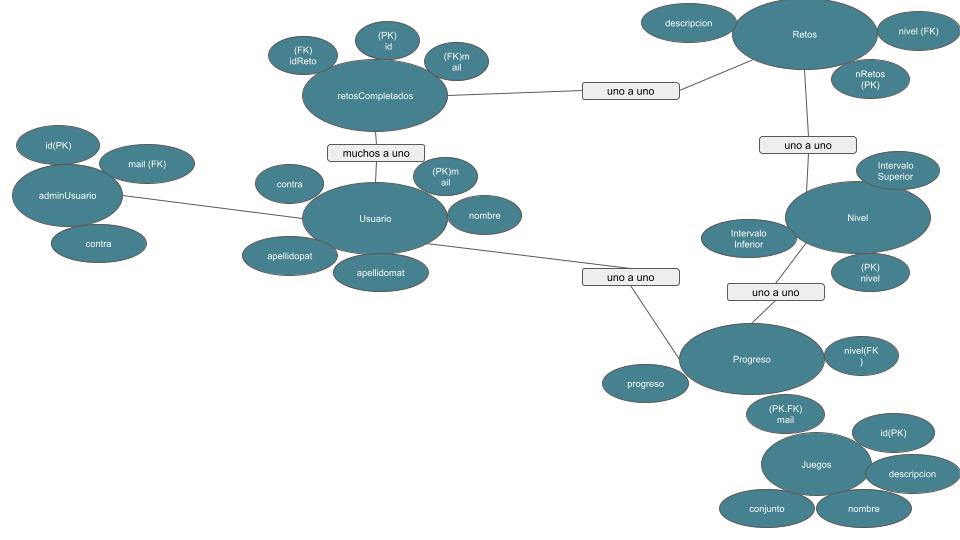 descripcion
Retos
nivel (FK)
nRetos
(PK)
(FK)
idReto
(PK)
id
(FK)m
ail
retosCompletados
uno a uno
uno a uno
muchos a uno
id(PK)
mail (FK)
adminUsuario
contra
contra
(PK)m
ail
Usuario
nombre
apellidopat
apellidomat
Intervalo
Superior
Nivel
Intervalo
Inferior
(PK)
nivel
uno a uno
uno a uno
Progreso
nivel(FK
)
progreso
(PK.FK)
mail
id(PK)
Juegos
descripcion
conjunto
nombre